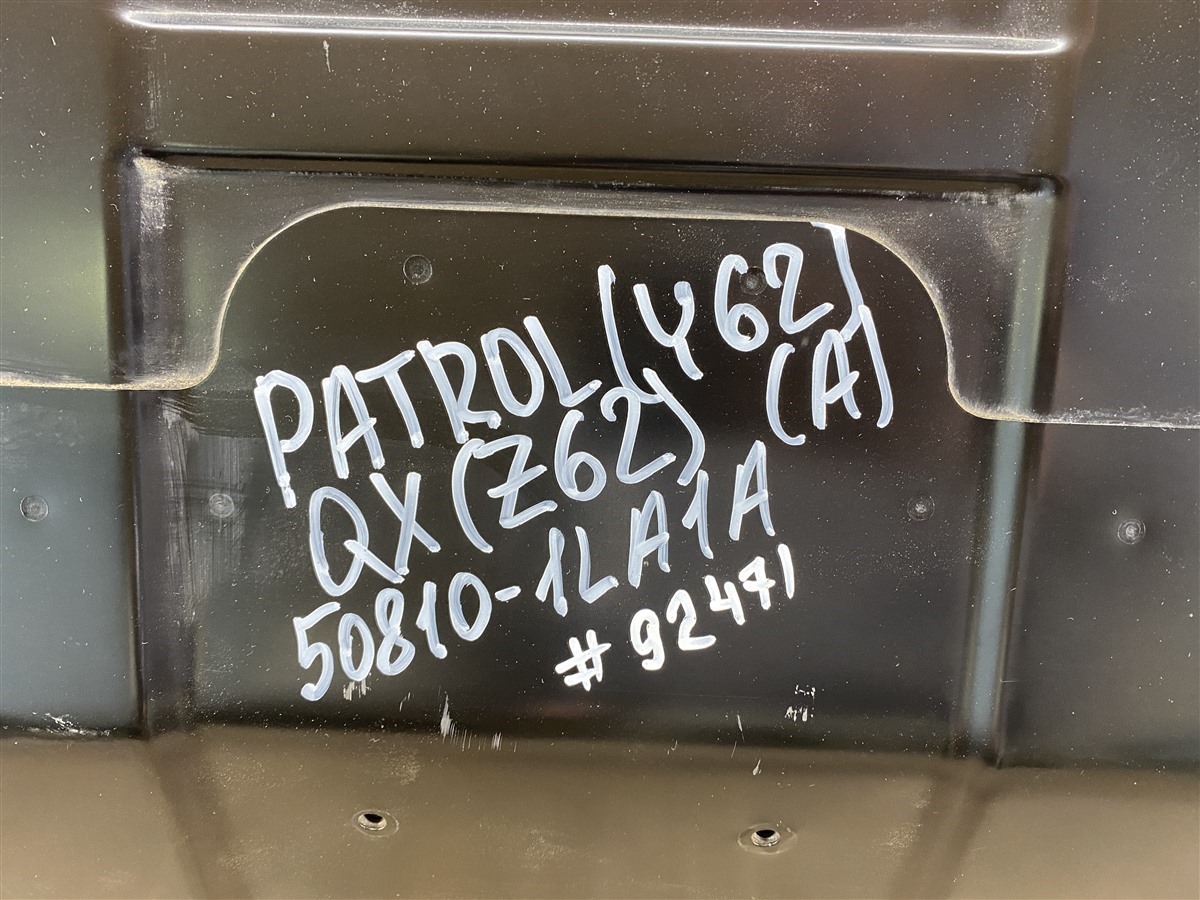 PATROL (Y62)
QX (Z62) (A)
50810-1LA1A
# 92471